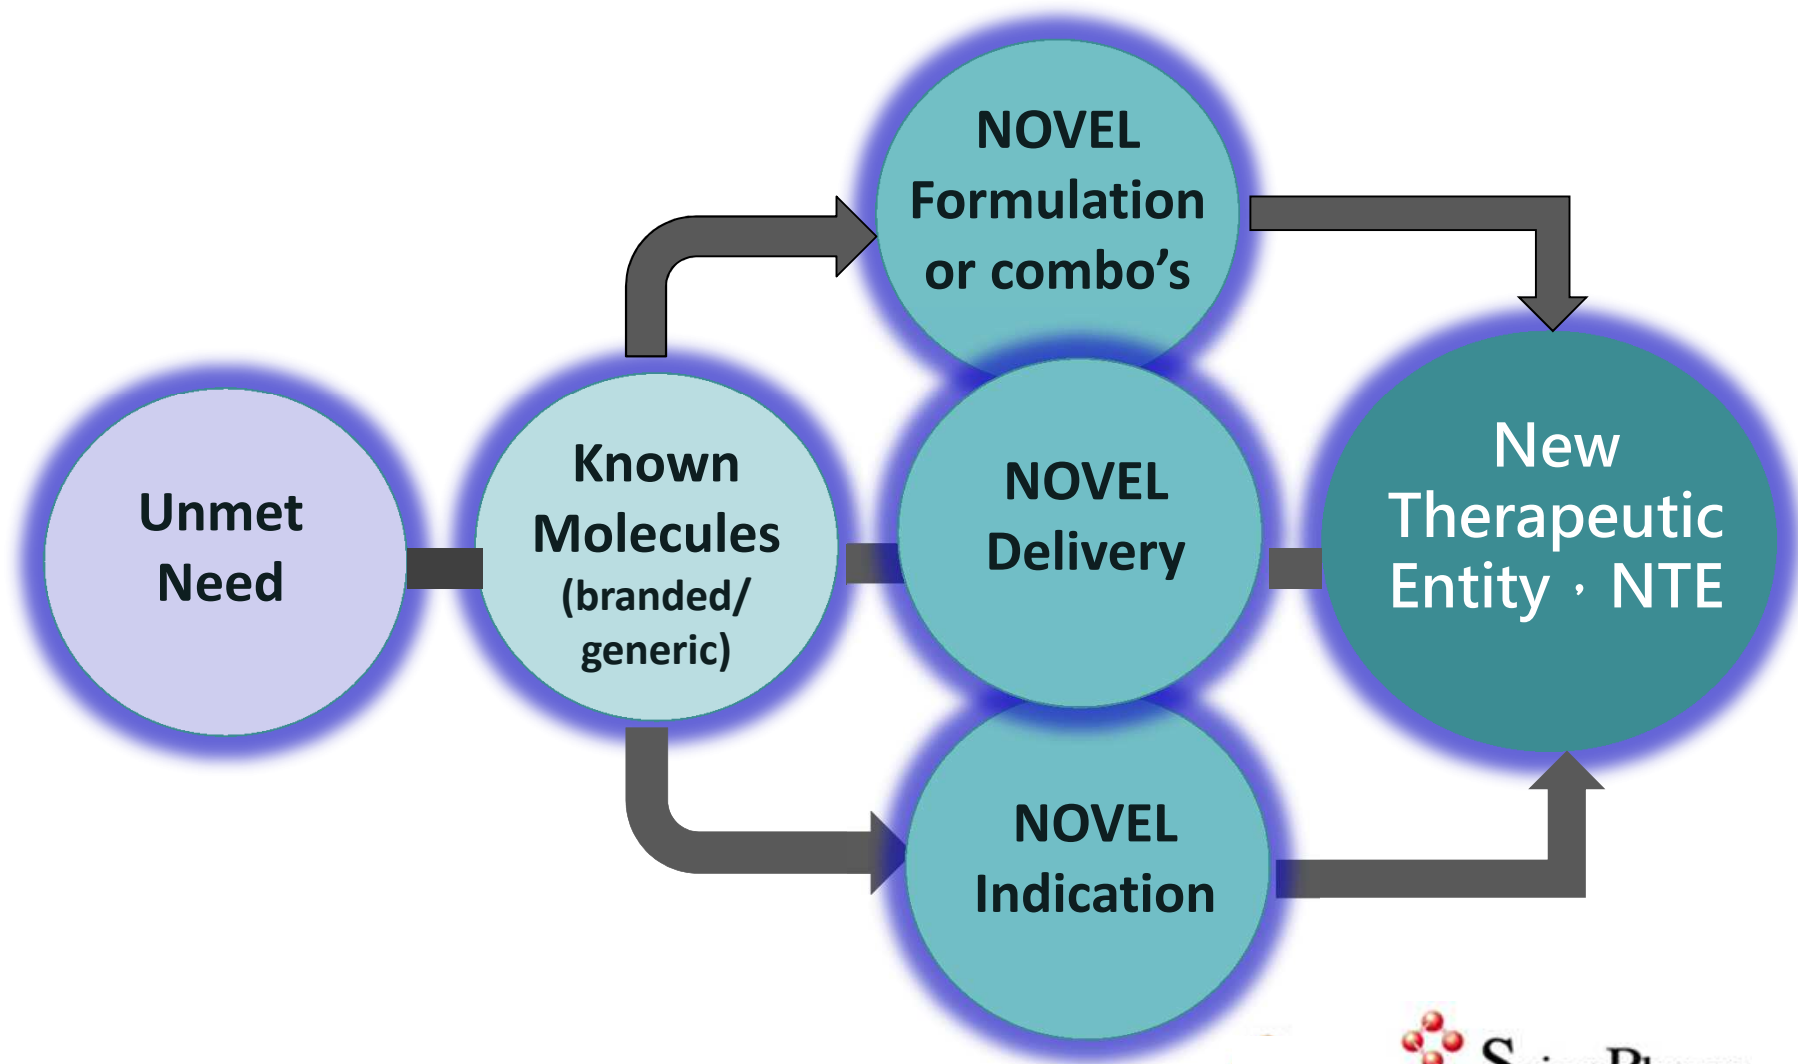 Unmet
Need
Known
Molecules
(branded/
generic)
NOVEL
Formulation
or combo’s
NOVEL
Delivery
NOVEL
Indication
New
Therapeutic
Entity，NTE